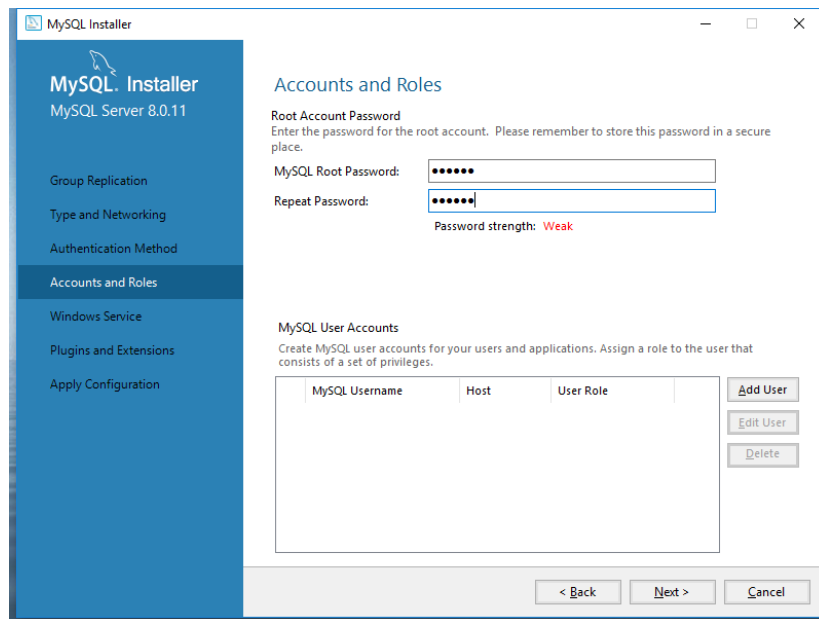 MySQL Installer
MySQL. Installer
MySQL Server 8.0.11
Group Replication
Type and Networking
Authentication Method
Accounts and Roles
Windows Service
Plugins and Extensions
Apply Configuration
Accounts and Roles
Root Account Password
Enter the password for the root account. Please remember to store this password in a secure
place.
MySQL Root Password: ●●●●●●
Repeat Password: ●●●●●●
Password strength: Weak
MySQL User Accounts
Create MySQL user accounts for your users and applications. Assign a role to the user that
consists of a set of privileges.
MySQL Username Host User Role
Add User
Edit User
Delete
< Back Next > Cancel